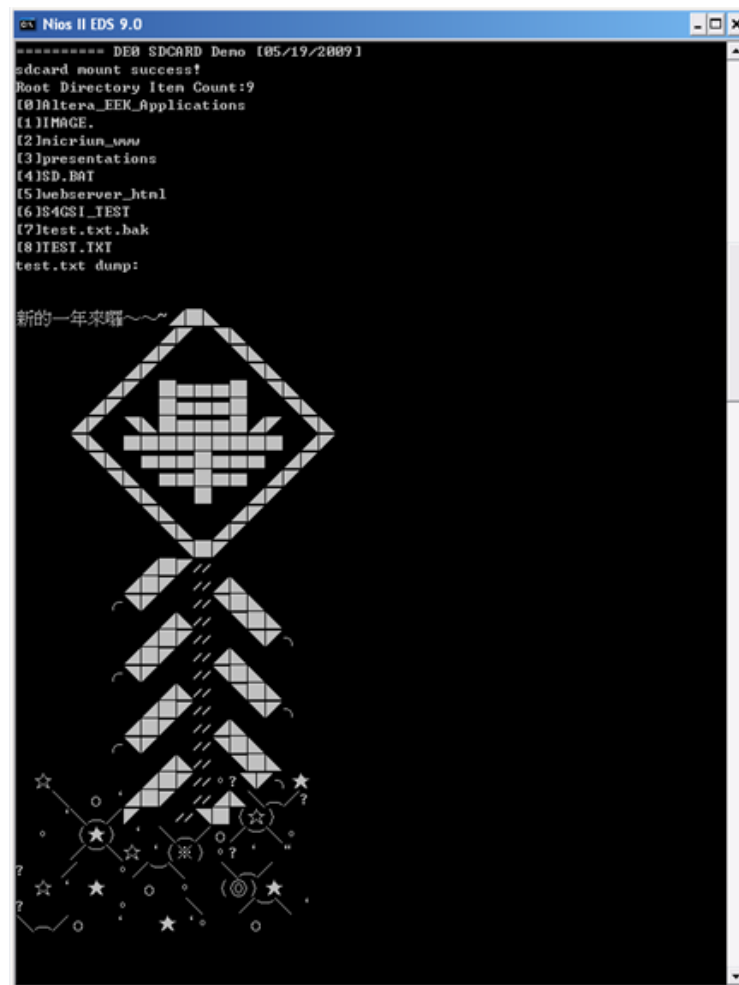 Nios II EDS 9.0
========== DE0 SDCARD Demo [05/19/2009]
sdcard mount success!
Root Directory Item Count:9
[0]Altera_EEK_Applications
[1]IMAGE.
[2]micrium_www
[3]presentations
[4]SD.BAT
[5]webserver_html
[6]S4GSI_TEST
[7]test.txt.bak
[8]TEST.TXT
test.txt dump:
新的一年來囉～～~